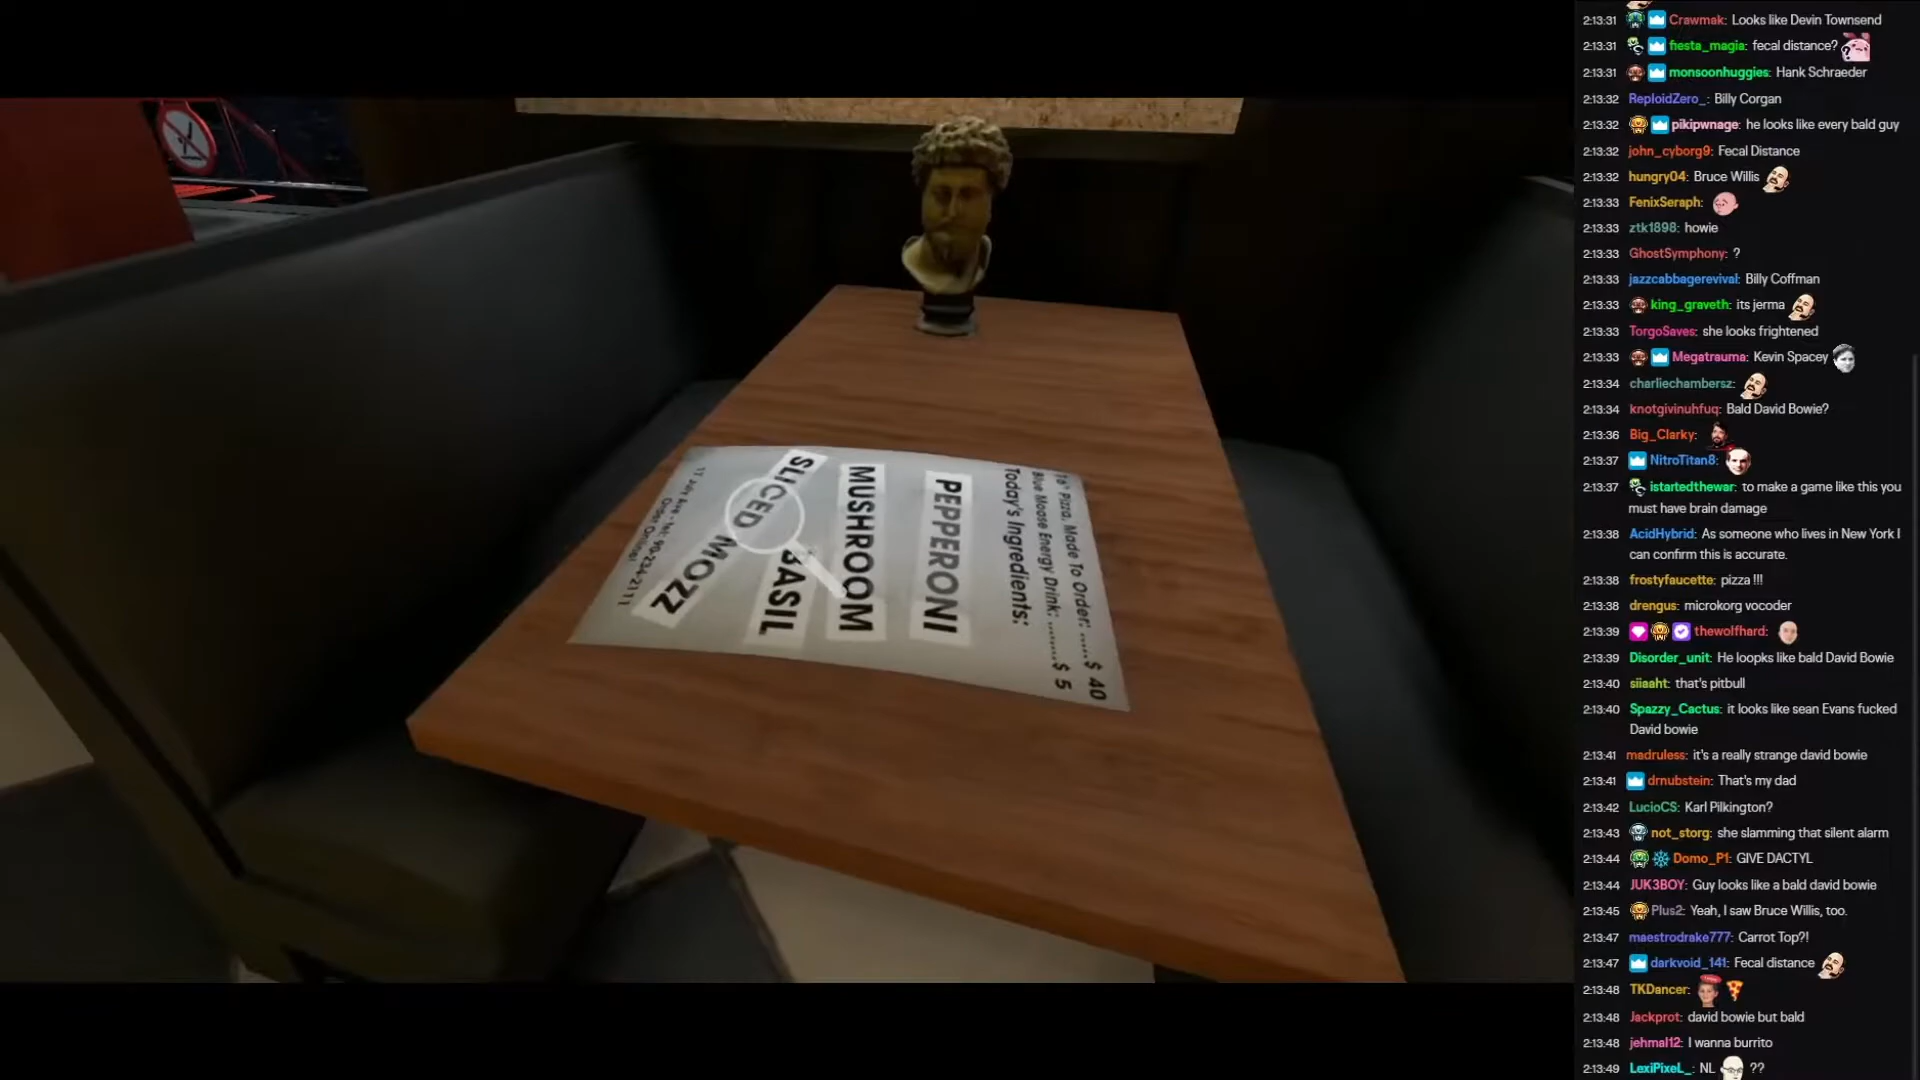 16" Pizza, Made To Order: ...... $ 40
Blue Moose Energy Drink: ........ $ 5
Today's Ingredients:
PEPPERONI
MUSHROOM
BASIL
SLICED MOZZ
17 July Ave - Nt: 90-234-2111
Order Online!
2:13:31 Crawmak: Looks like Devin Townsend
2:13:31 fiesta_magia: fecal distance?
2:13:31 monsoonhuggies: Hank Schraeder
2:13:32 ReploidZero_: Billy Corgan
2:13:32 pikipwnage: he looks like every bald guy
2:13:32 john_cyborg9: Fecal Distance
2:13:32 hungry04: Bruce Willis
2:13:33 FenixSeraph:
2:13:33 ztk1898: howie
2:13:33 GhostSymphony: ?
2:13:33 jazzcabbagerevival: Billy Coffman
2:13:33 king_graveth: its jerma
2:13:33 TorgoSaves: she looks frightened
2:13:33 Megatrauma: Kevin Spacey
2:13:34 charliechambersz:
2:13:34 knotgivinuhfuq: Bald David Bowie?
2:13:36 Big_Clarky:
2:13:37 NitroTitan8:
2:13:37 istartedthewar: to make a game like this you
must have brain damage
2:13:38 AcidHybrid: As someone who lives in New York I
can confirm this is accurate.
2:13:38 frostyfaucette: pizza !!!
2:13:38 drengus: microkorg vocoder
2:13:39 thewolfhard:
2:13:39 Disorder_unit: He loopks like bald David Bowie
2:13:40 siiaaht: that's pitbull
2:13:40 Spazzy_Cactus: it looks like sean Evans fucked
David bowie
2:13:41 madruless: it's a really strange david bowie
2:13:41 drnubstein: That's my dad
2:13:42 LucioCS: Karl Pilkington?
2:13:43 not_storg: she slamming that silent alarm
2:13:44 Domo_P1: GIVE DACTYL
2:13:44 JUK3BOY: Guy looks like a bald david bowie
2:13:45 Plus2: Yeah, I saw Bruce Willis, too.
2:13:47 maestrodrake777: Carrot Top?!
2:13:47 darkvoid_141: Fecal distance
2:13:48 TKDancer:
2:13:48 Jackprot: david bowie but bald
2:13:48 jehmal12: I wanna burrito
2:13:49 LexiPixeL_: NL ??